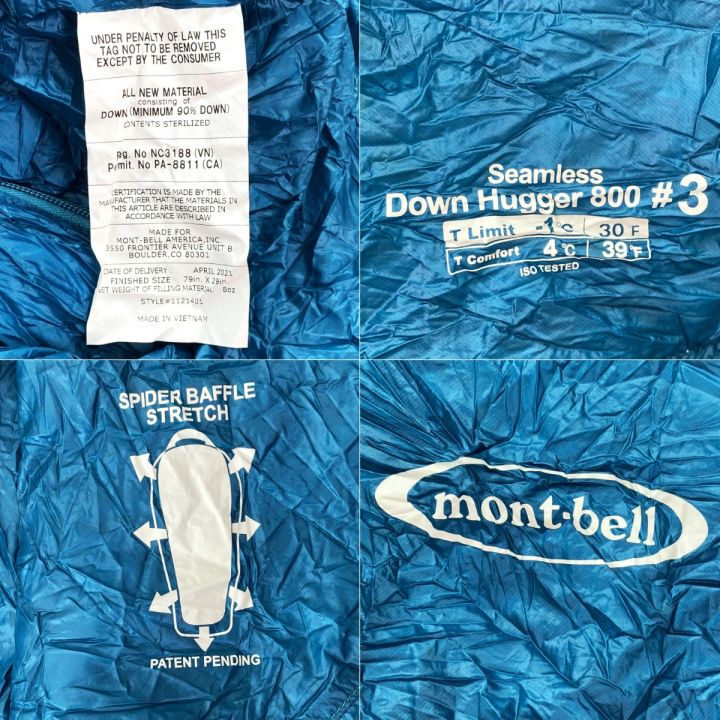 UNDER PENALTY OF LAW THIS
TAG NOT TO BE REMOVED
EXCEPT BY THE CONSUMER
ALL NEW MATERIAL
consisting of
DOWN (MINIMUM 90% DOWN)
CONTENTS STERILIZED
Reg. No NC3188 (VN)
Permit. No PA-8811 (CA)
CERTIFICATION IS MADE BY THE
MANUFACTURER THAT THE MATERIALS IN
THIS ARTICLE ARE DESCRIBED IN
ACCORDANCE WITH LAW
MADE FOR
MONT-BELL AMERICA,INC.
3550 FRONTIER AVENUE UNIT B
BOULDER,CO 80301
DATE OF DELIVERY: APRIL 2021
FINISHED SIZE : 79in. X 29in.
NET WEIGHT OF FILLING MATERIAL 8oz
STYLE#1121401
MADE IN VIETNAM
Seamless
Down Hugger 800 #3
T Limit -1°C 30°F
T Comfort 4°C 39°F
ISO TESTED
SPIDER BAFFLE
STRETCH
PATENT PENDING
mont-bell